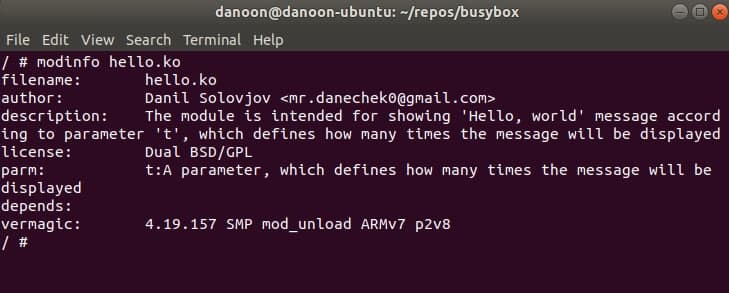 danoon@danoon-ubuntu: ~/repos/busybox
File Edit View Search Terminal Help
/ # modinfo hello.ko
filename:       hello.ko
author:         Danil Solovjov <mr.danechek0@gmail.com>
description:    The module is intended for showing 'Hello, world' message accord
ing to parameter 't', which defines how many times the message will be displayed
license:        Dual BSD/GPL
parm:           t:A parameter, which defines how many times the message will be
displayed
depends:
vermagic:       4.19.157 SMP mod_unload ARMv7 p2v8
/ #